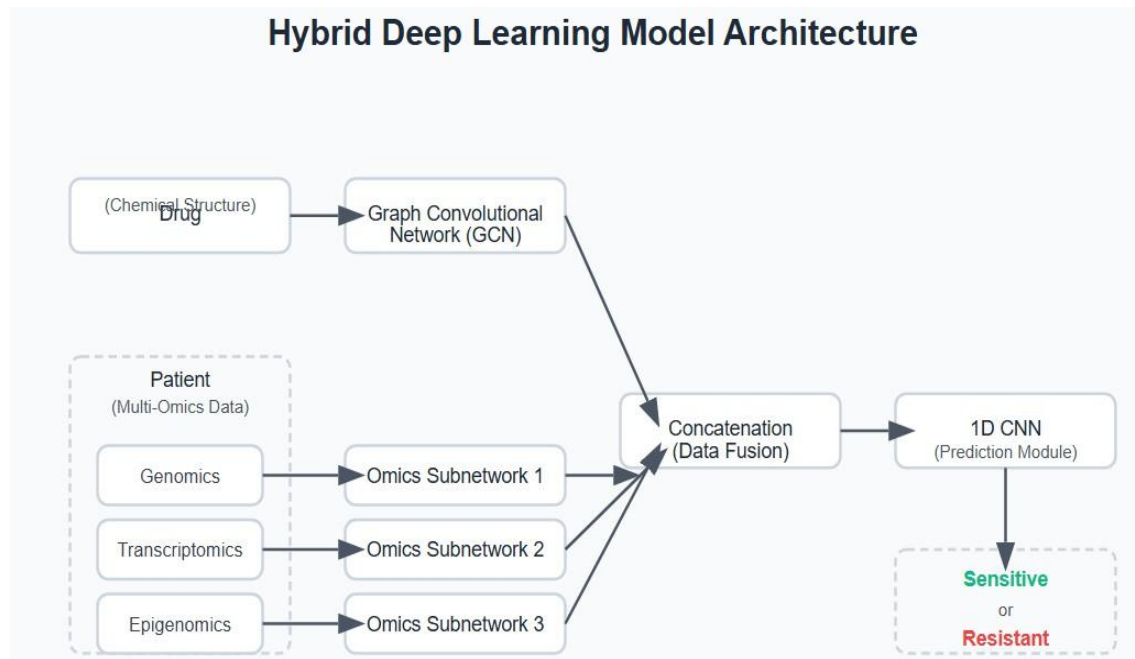 Hybrid Deep Learning Model Architecture
(Chemical Structure)
Drug
Graph Convolutional
Network (GCN)
Patient
(Multi-Omics Data)
Genomics
Omics Subnetwork 1
Transcriptomics
Omics Subnetwork 2
Epigenomics
Omics Subnetwork 3
Concatenation
(Data Fusion)
1D CNN
(Prediction Module)
Sensitive
or
Resistant